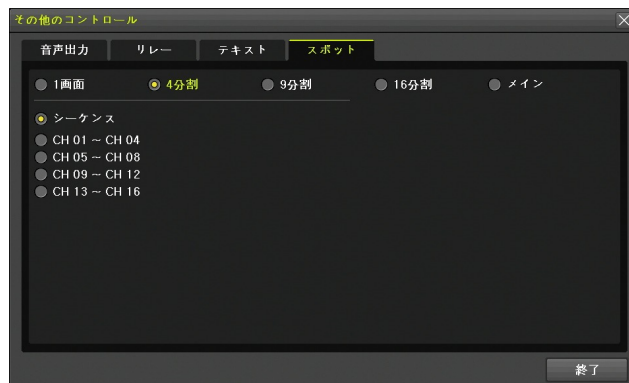 その他のコントロール
音声出力 リレー テキスト スポット
1画面 4分割 9分割 16分割 メイン
シーケンス
CH 01 ~ CH 04
CH 05 ~ CH 08
CH 09 ~ CH 12
CH 13 ~ CH 16
終了